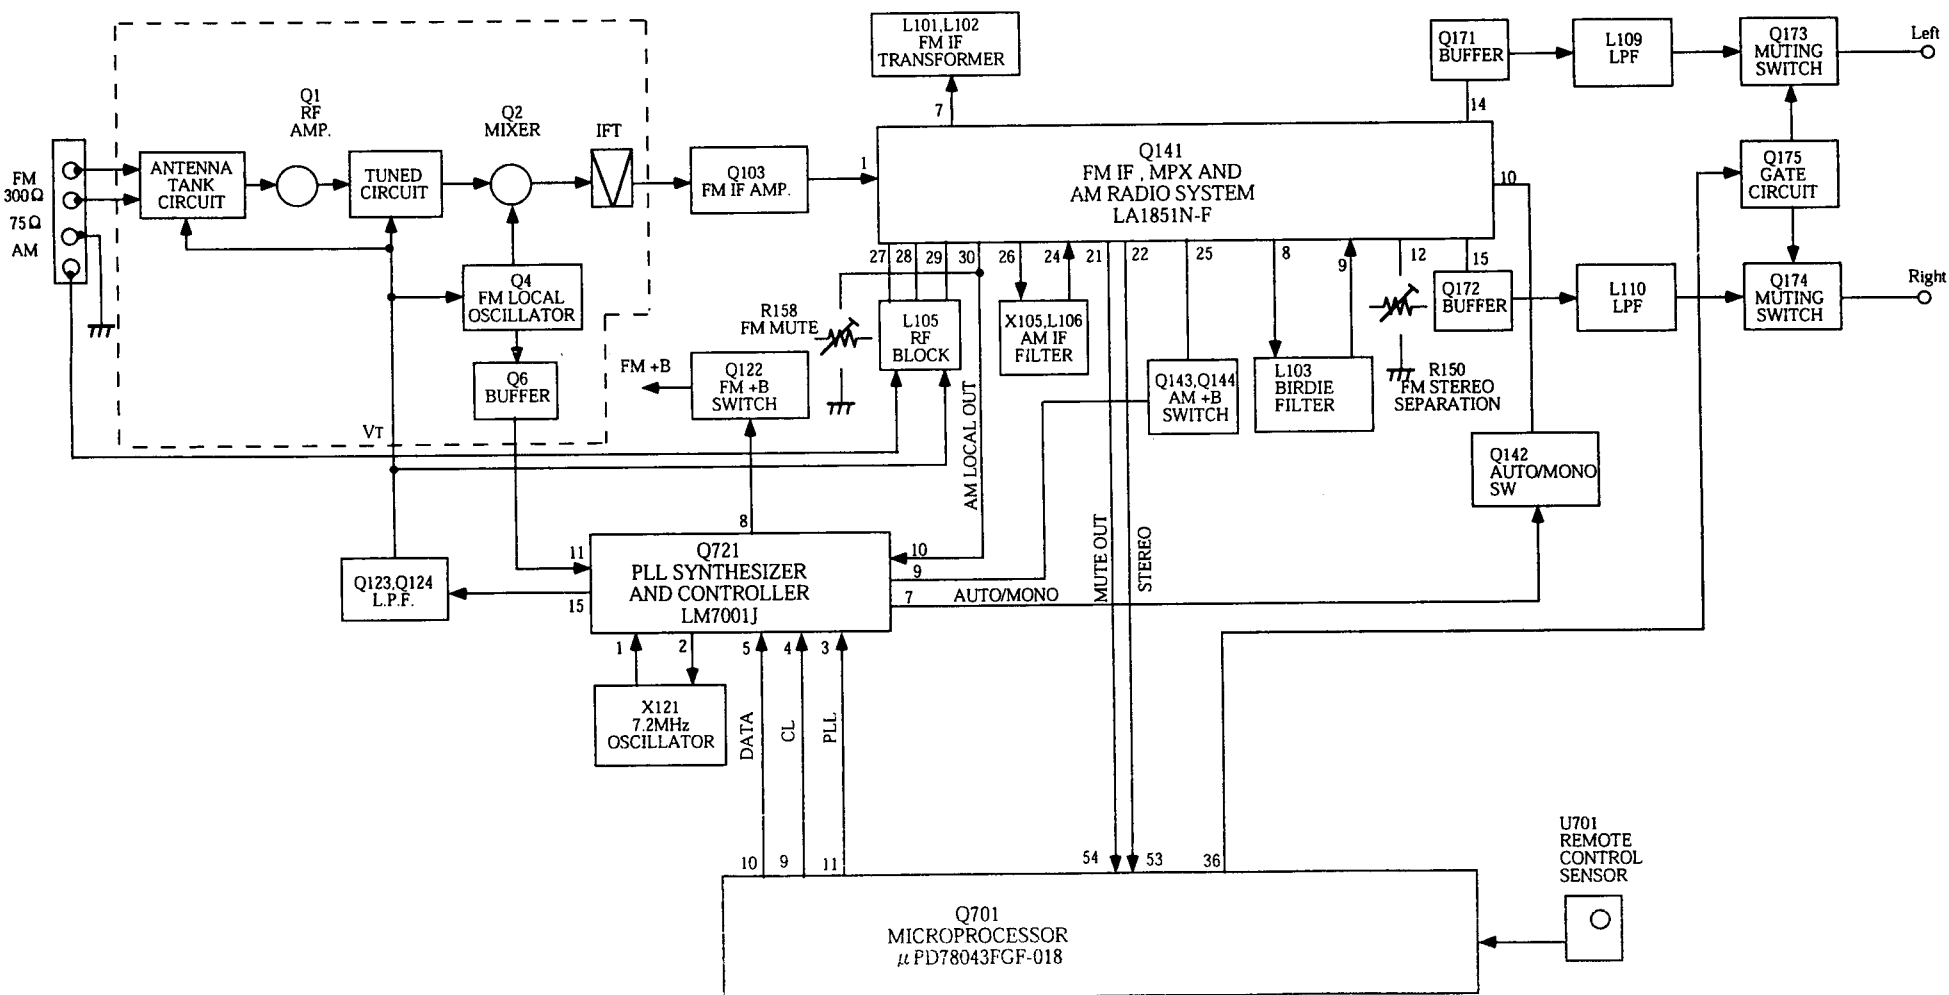 L101,L102
FM IF
TRANSFORMER
7
Q171
BUFFER
14
L109
LPF
Q173
MUTING
SWITCH
Left
Q1
RF
AMP.
Q2
MIXER
IFT
FM
300Ω
75Ω
AM
ANTENNA
TANK
CIRCUIT
TUNED
CIRCUIT
Q103
FM IF AMP.
1
Q141
FM IF , MPX AND
AM RADIO SYSTEM
LA1851N-F
10
Q175
GATE
CIRCUIT
27
28
29
30
26
24
21
22
25
8
9
12
15
Q4
FM LOCAL
OSCILLATOR
R158
FM MUTE
L105
RF
BLOCK
X105,L106
AM IF
FILTER
Q172
BUFFER
L110
LPF
Q174
MUTING
SWITCH
Right
Q6
BUFFER
FM +B
Q122
FM +B
SWITCH
Q143,Q144
AM +B
SWITCH
L103
BIRDIE
FILTER
R150
FM STEREO
SEPARATION
VT
AM LOCAL OUT
Q142
AUTO/MONO
SW
8
11
15
Q721
PLL SYNTHESIZER
AND CONTROLLER
LM7001J
10
9
7
AUTO/MONO
MUTE OUT
STEREO
Q123,Q124
L.P.F.
1
2
5
4
3
X121
7.2MHz
OSCILLATOR
DATA
CL
PLL
10
9
11
54
53
36
U701
REMOTE
CONTROL
SENSOR
Q701
MICROPROCESSOR
μPD78043FGF-018